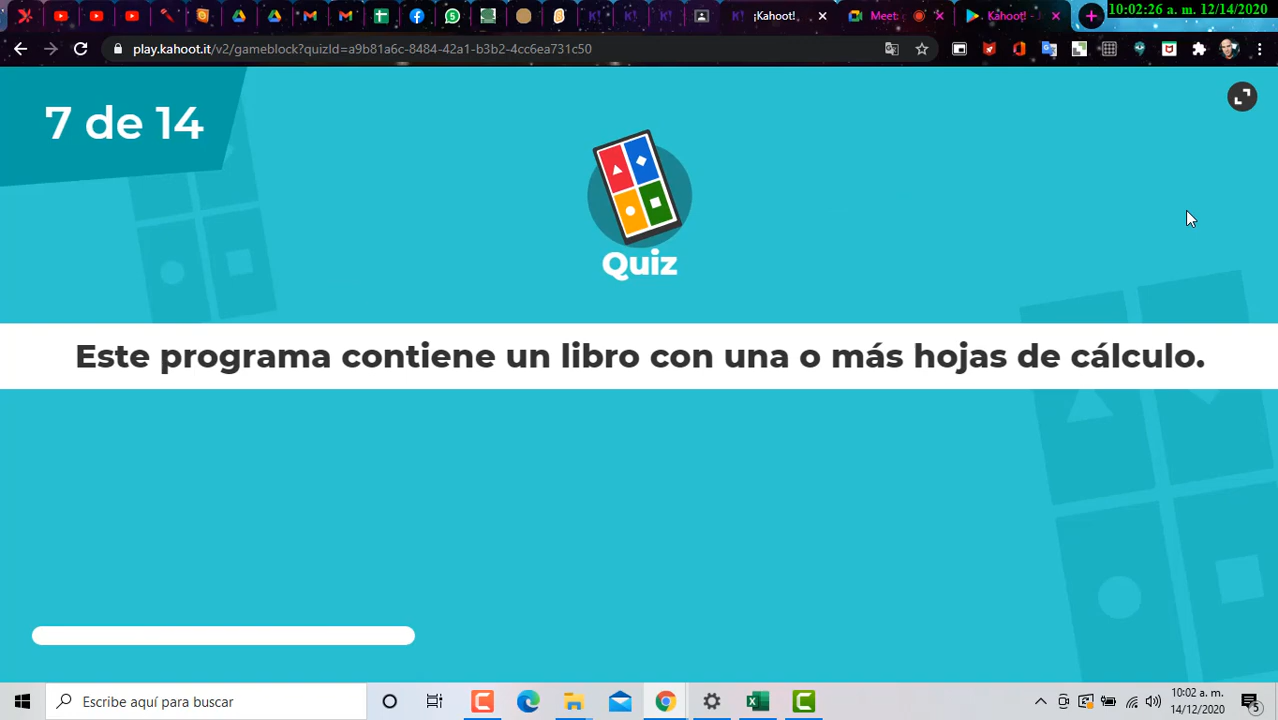 ¡Kahoot!
Meet:
Kahoot! -
10:02:26 a. m. 12/14/2020
play.kahoot.it/v2/gameblock?quizId=a9b81a6c-8484-42a1-b3b2-4cc6ea731c50
7 de 14
Quiz
Este programa contiene un libro con una o más hojas de cálculo.
Escribe aquí para buscar
10:02 a. m.
14/12/2020
5